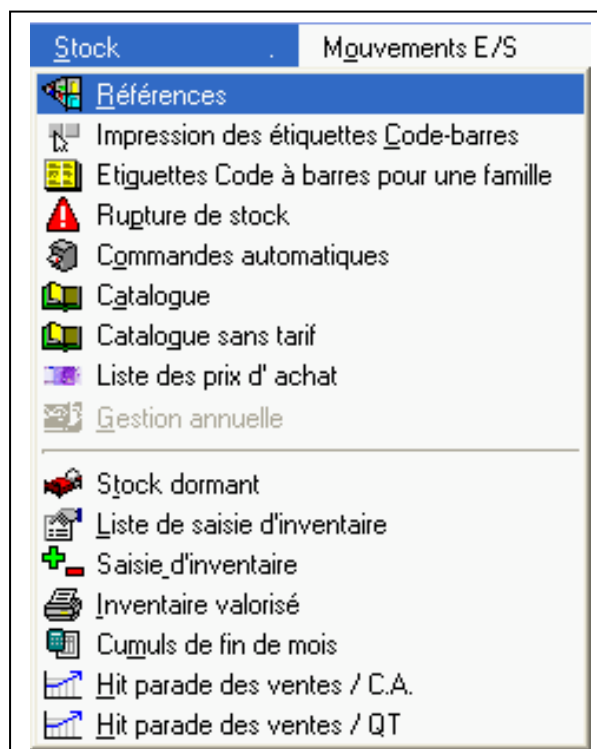 Stock . Mouvements E/S
Références
Impression des étiquettes Code-barres
Etiquettes Code à barres pour une famille
Rupture de stock
Commandes automatiques
Catalogue
Catalogue sans tarif
Liste des prix d' achat
Gestion annuelle
Stock dormant
Liste de saisie d'inventaire
Saisie d'inventaire
Inventaire valorisé
Cumuls de fin de mois
Hit parade des ventes / C.A.
Hit parade des ventes / QT